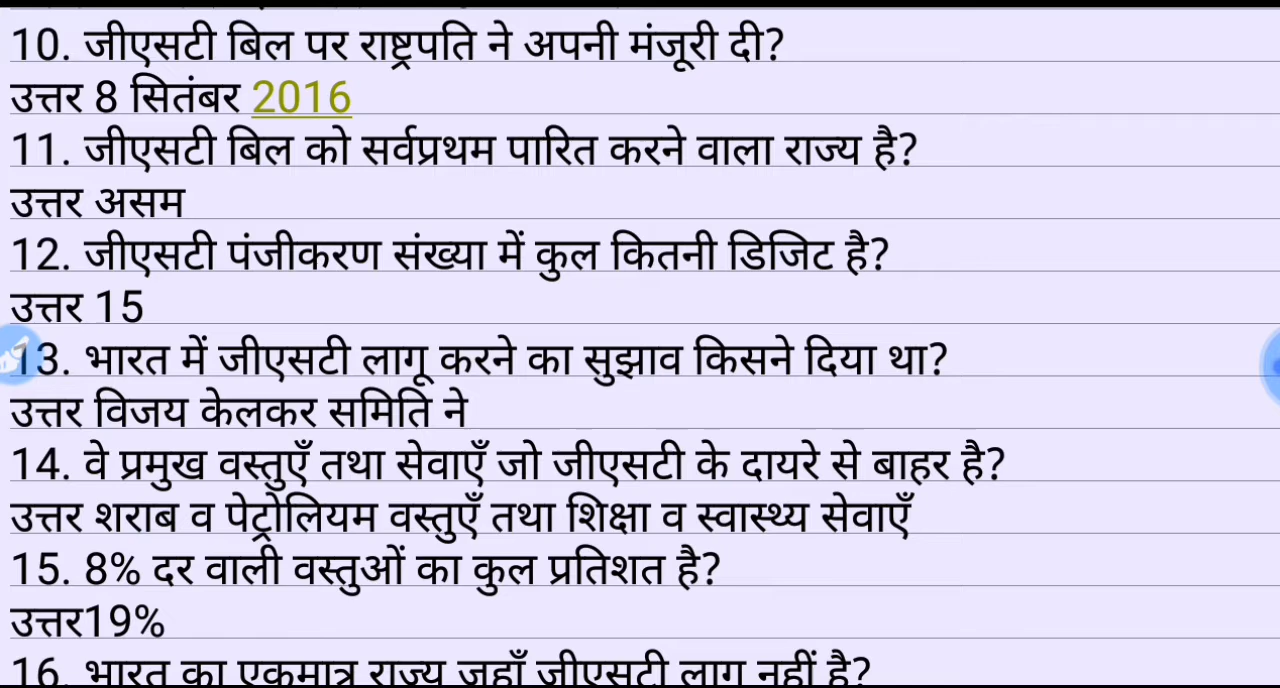 10. जीएसटी बिल पर राष्ट्रपति ने अपनी मंजूरी दी?
उत्तर 8 सितंबर 2016
11. जीएसटी बिल को सर्वप्रथम पारित करने वाला राज्य है?
उत्तर असम
12. जीएसटी पंजीकरण संख्या में कुल कितनी डिजिट है?
उत्तर 15
13. भारत में जीएसटी लागू करने का सुझाव किसने दिया था?
उत्तर विजय केलकर समिति ने
14. वे प्रमुख वस्तुएँ तथा सेवाएँ जो जीएसटी के दायरे से बाहर है?
उत्तर शराब व पेट्रोलियम वस्तुएँ तथा शिक्षा व स्वास्थ्य सेवाएँ
15. 8% दर वाली वस्तुओं का कुल प्रतिशत है?
उत्तर19%
16. भारत का एकमात्र राज्य जहाँ जीएसटी लागू नहीं है?